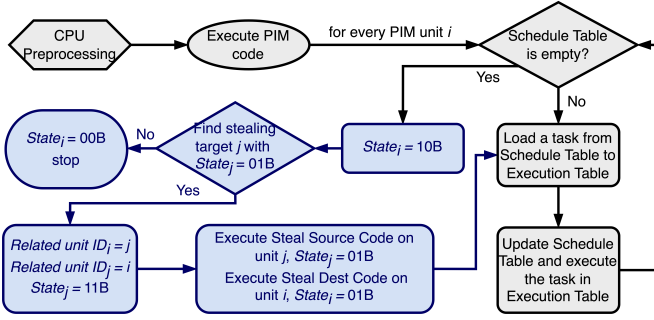 CPU
Preprocessing
Execute PIM
code
for every PIM unit i
Schedule Table
is empty?
Yes
No
State_i = 10B
Find stealing
target j with
State_j = 01B
No
State_i = 00B
stop
Yes
Related unit ID_i = j
Related unit ID_j = i
State_j = 11B
Execute Steal Source Code on
unit j, State_j = 01B
Execute Steal Dest Code on
unit i, State_i = 01B
Load a task from
Schedule Table to
Execution Table
Update Schedule
Table and execute
the task in
Execution Table